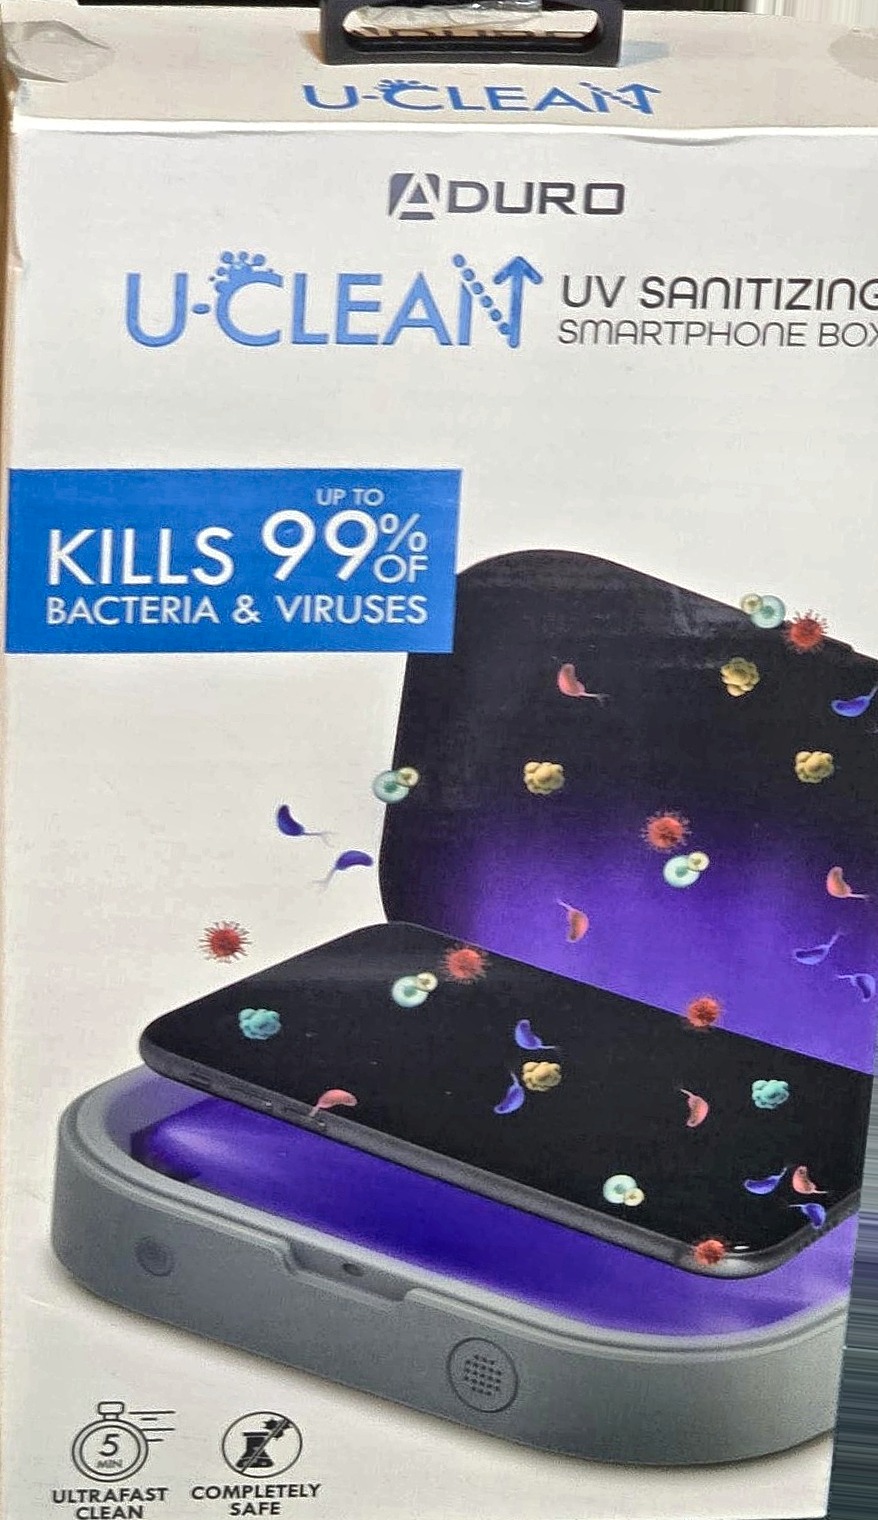 U-CLEAN
ADURO
U-CLEAN
UV SANITIZING
SMARTPHONE BOX
UP TO
KILLS 99% OF
BACTERIA & VIRUSES
5
MIN
ULTRAFAST
CLEAN
COMPLETELY
SAFE